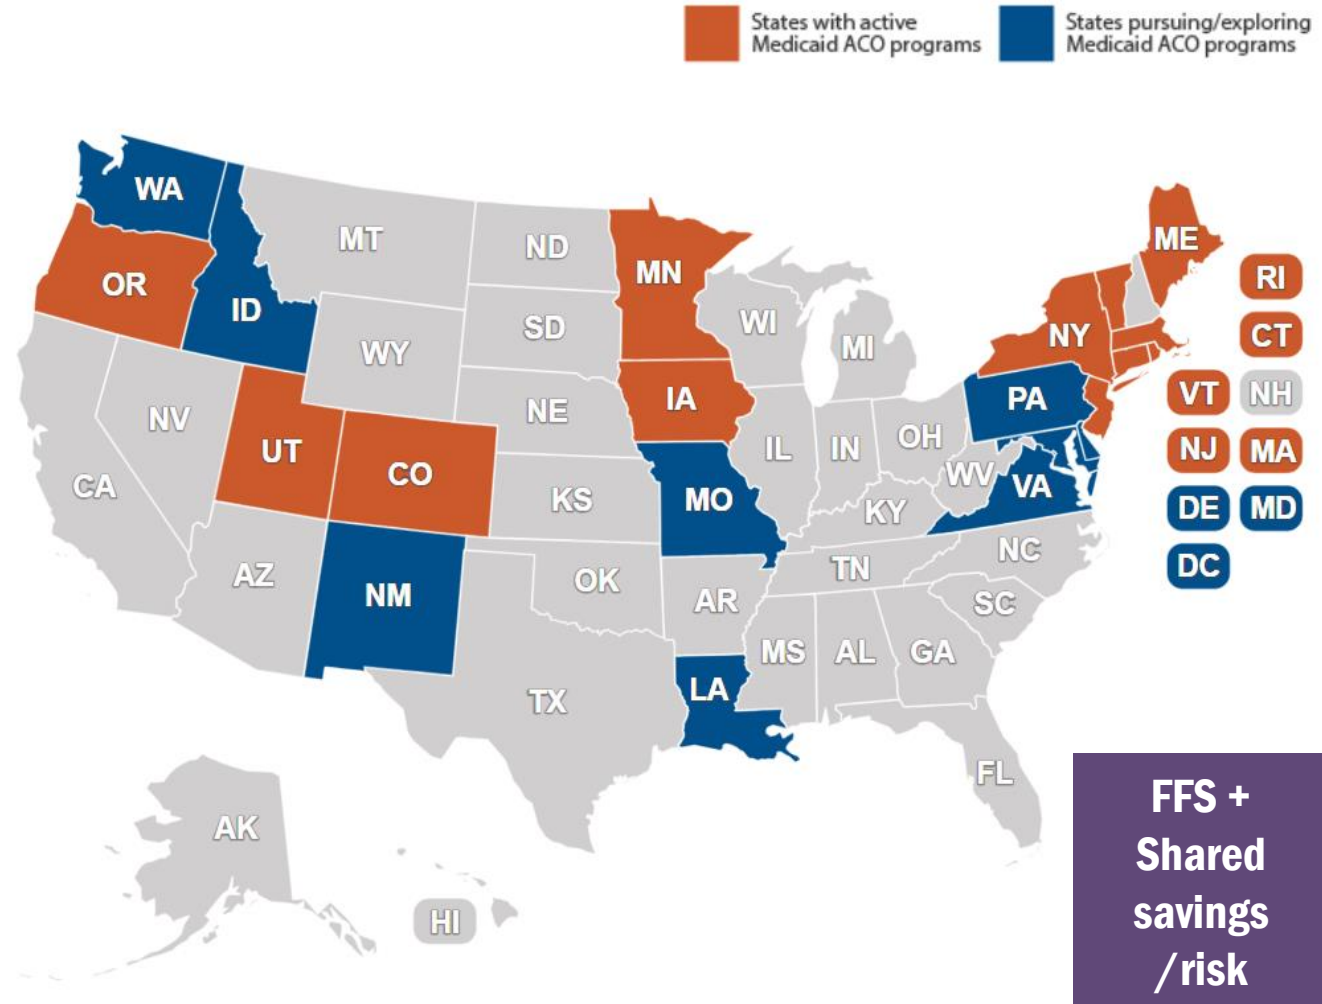 States with active
Medicaid ACO programs
States pursuing/exploring
Medicaid ACO programs
WA
OR
ID
MT
ND
MN
SD
WY
WI
MI
NY
ME
RI
CT
VT
NH
NJ
MA
DE
MD
DC
NV
CA
UT
CO
NE
IA
IL
IN
OH
PA
WV
VA
KS
MO
KY
AZ
NM
OK
AR
TN
NC
SC
MS
AL
GA
TX
LA
FL
AK
HI
FFS +
Shared
savings
/risk